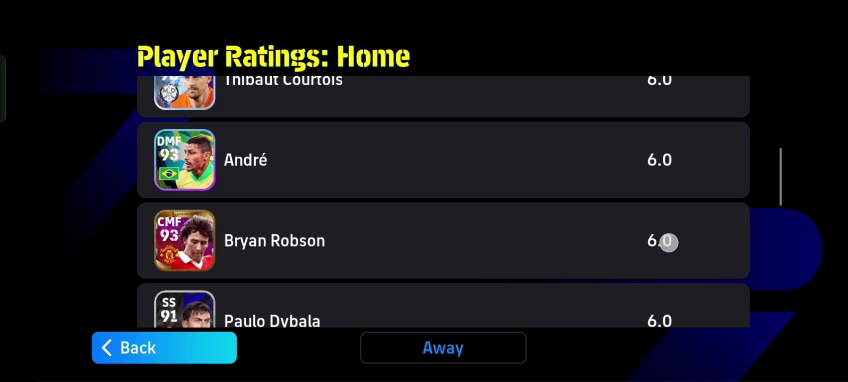 Player Ratings: Home
Thibaut Courtois 6.0
DMF
93
André 6.0
CMF
93
Bryan Robson 6.0
SS
91
Paulo Dybala 6.0
Back
Away